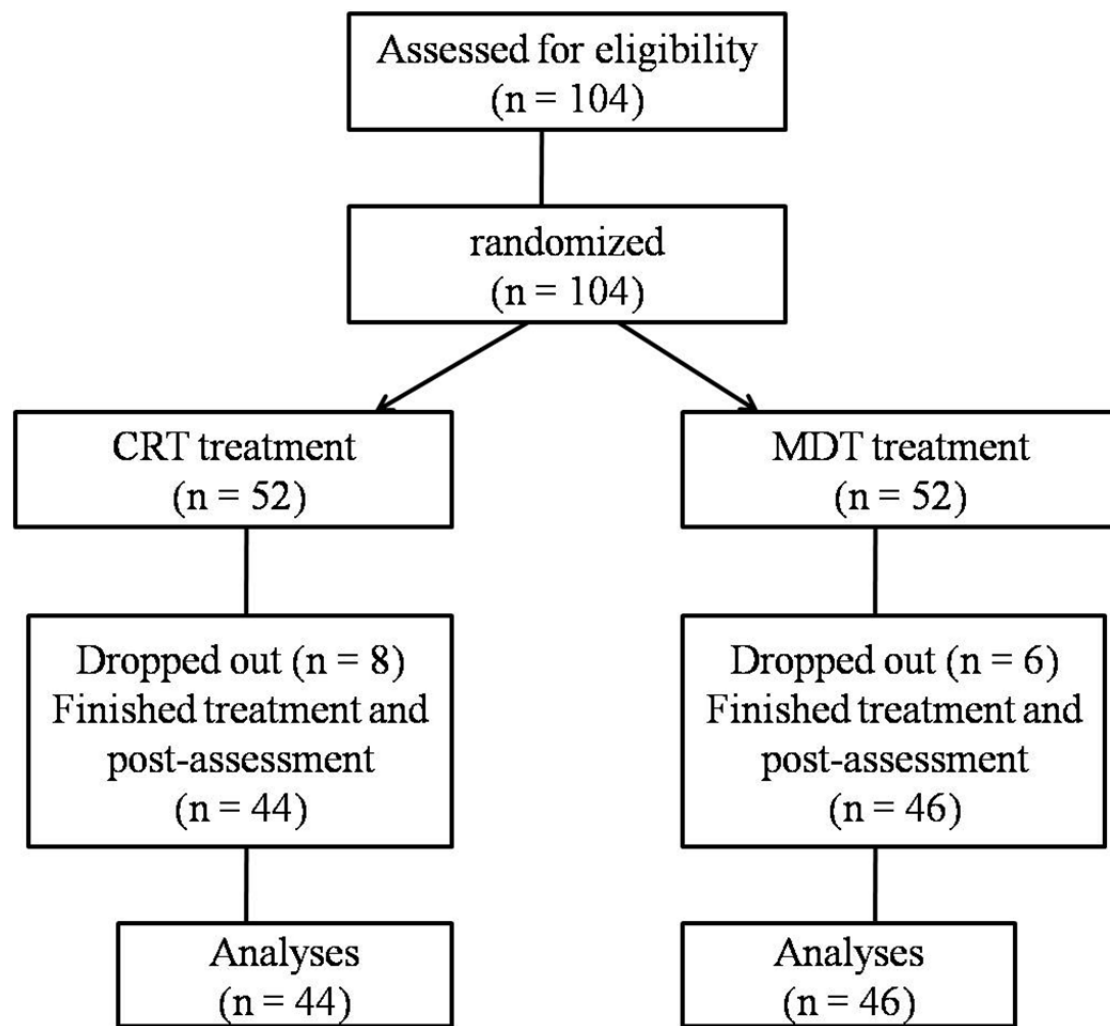 Assessed for eligibility
(n = 104)
randomized
(n = 104)
CRT treatment
(n = 52)
MDT treatment
(n = 52)
Dropped out (n = 8)
Finished treatment and
post-assessment
(n = 44)
Dropped out (n = 6)
Finished treatment and
post-assessment
(n = 46)
Analyses
(n = 44)
Analyses
(n = 46)